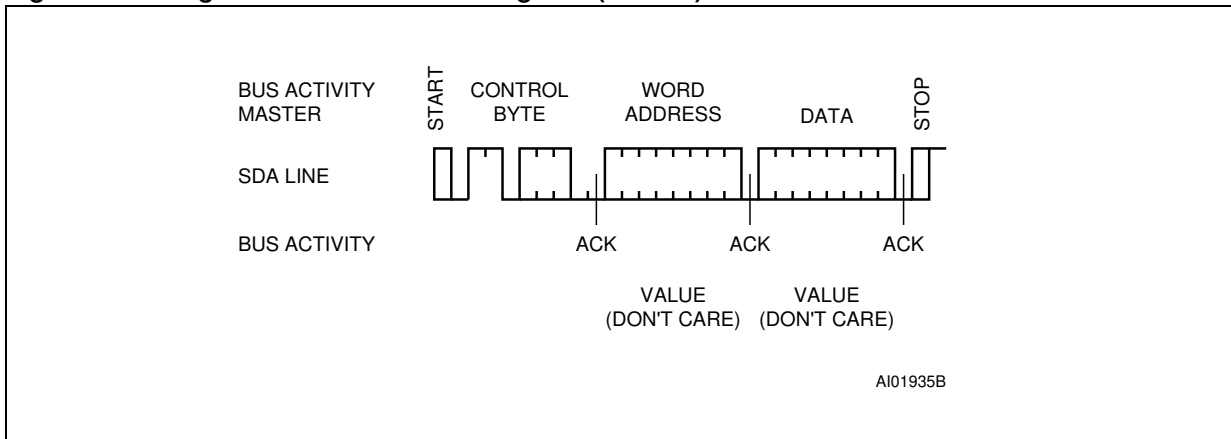 BUS ACTIVITY
MASTER
START
CONTROL
BYTE
WORD
ADDRESS
DATA
STOP
SDA LINE
BUS ACTIVITY
ACK
ACK
ACK
VALUE
(DON'T CARE)
VALUE
(DON'T CARE)
AI01935B